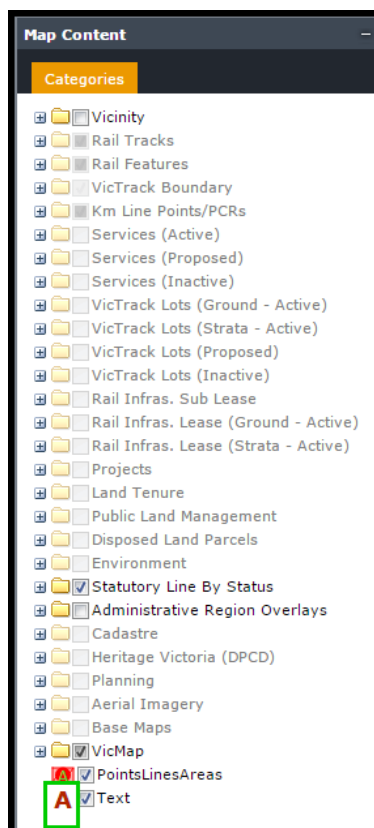 Map Content
Categories
Vicinity
Rail Tracks
Rail Features
VicTrack Boundary
Km Line Points/PCRs
Services (Active)
Services (Proposed)
Services (Inactive)
VicTrack Lots (Ground - Active)
VicTrack Lots (Strata - Active)
VicTrack Lots (Proposed)
VicTrack Lots (Inactive)
Rail Infras. Sub Lease
Rail Infras. Lease (Ground - Active)
Rail Infras. Lease (Strata - Active)
Projects
Land Tenure
Public Land Management
Disposed Land Parcels
Environment
Statutory Line By Status
Administrative Region Overlays
Cadastre
Heritage Victoria (DPCD)
Planning
Aerial Imagery
Base Maps
VicMap
A PointsLinesAreas
A Text